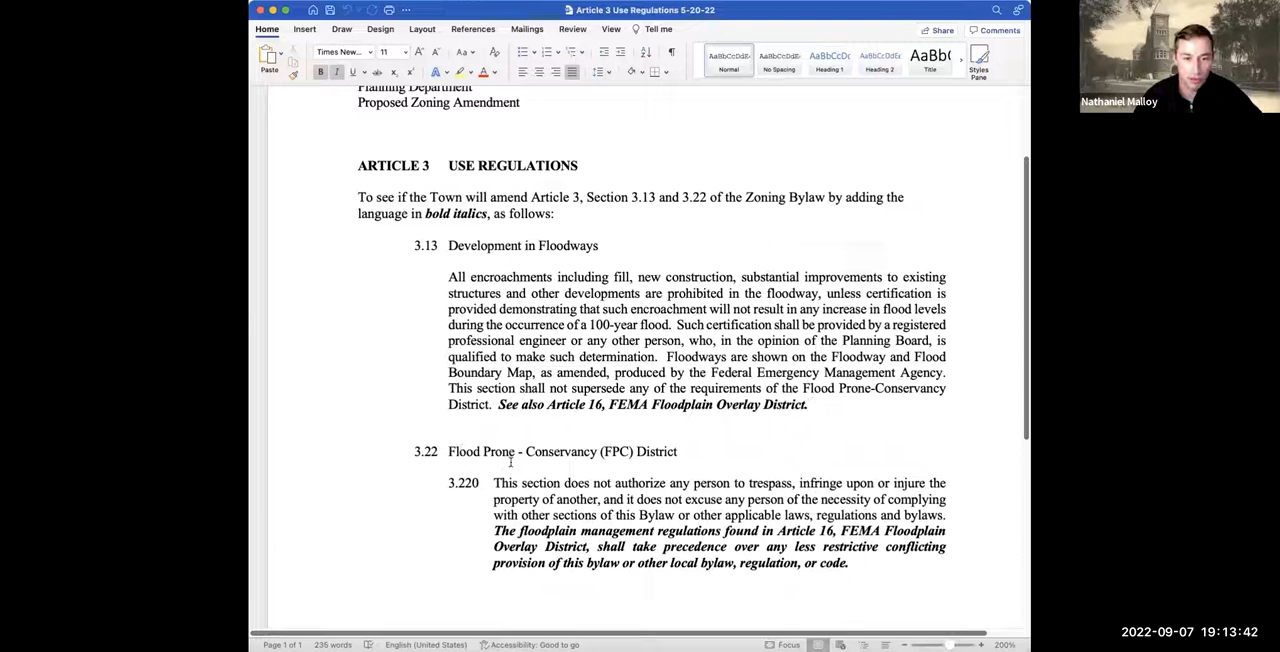 Article 3 Use Regulations 5-20-22
Home Insert Draw Design Layout References Mailings Review View Tell me
Share Comments
Paste
Times New... 11
AaBbCcDdE Normal
AaBbCcDdE No Spacing
AaBbCcDc Heading 1
AaBbCcDdE Heading 2
AaBb( Title
Styles Pane
Planning Department
Proposed Zoning Amendment
ARTICLE 3 USE REGULATIONS
To see if the Town will amend Article 3, Section 3.13 and 3.22 of the Zoning Bylaw by adding the
language in bold italics, as follows:
3.13 Development in Floodways
All encroachments including fill, new construction, substantial improvements to existing
structures and other developments are prohibited in the floodway, unless certification is
provided demonstrating that such encroachment will not result in any increase in flood levels
during the occurrence of a 100-year flood. Such certification shall be provided by a registered
professional engineer or any other person, who, in the opinion of the Planning Board, is
qualified to make such determination. Floodways are shown on the Floodway and Flood
Boundary Map, as amended, produced by the Federal Emergency Management Agency.
This section shall not supersede any of the requirements of the Flood Prone-Conservancy
District. See also Article 16, FEMA Floodplain Overlay District.
3.22 Flood Prone - Conservancy (FPC) District
3.220 This section does not authorize any person to trespass, infringe upon or injure the
property of another, and it does not excuse any person of the necessity of complying
with other sections of this Bylaw or other applicable laws, regulations and bylaws.
The floodplain management regulations found in Article 16, FEMA Floodplain
Overlay District, shall take precedence over any less restrictive conflicting
provision of this bylaw or other local bylaw, regulation, or code.
Page 1 of 1 235 words English (United States) Accessibility: Good to go Focus 200%
Nathaniel Malloy
2022-09-07 19:13:42